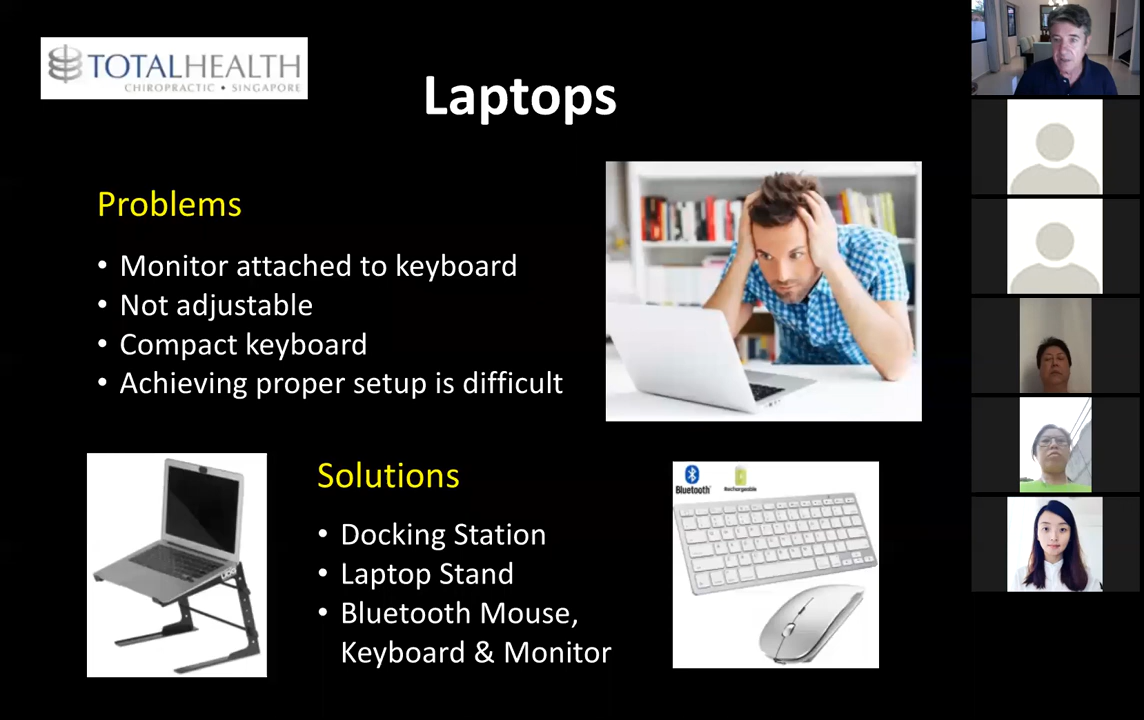 TOTALHEALTH
CHIROPRACTIC • SINGAPORE
Laptops
Problems
• Monitor attached to keyboard
• Not adjustable
• Compact keyboard
• Achieving proper setup is difficult
Solutions
• Docking Station
• Laptop Stand
• Bluetooth Mouse,
Keyboard & Monitor
Bluetooth
Rechargeable